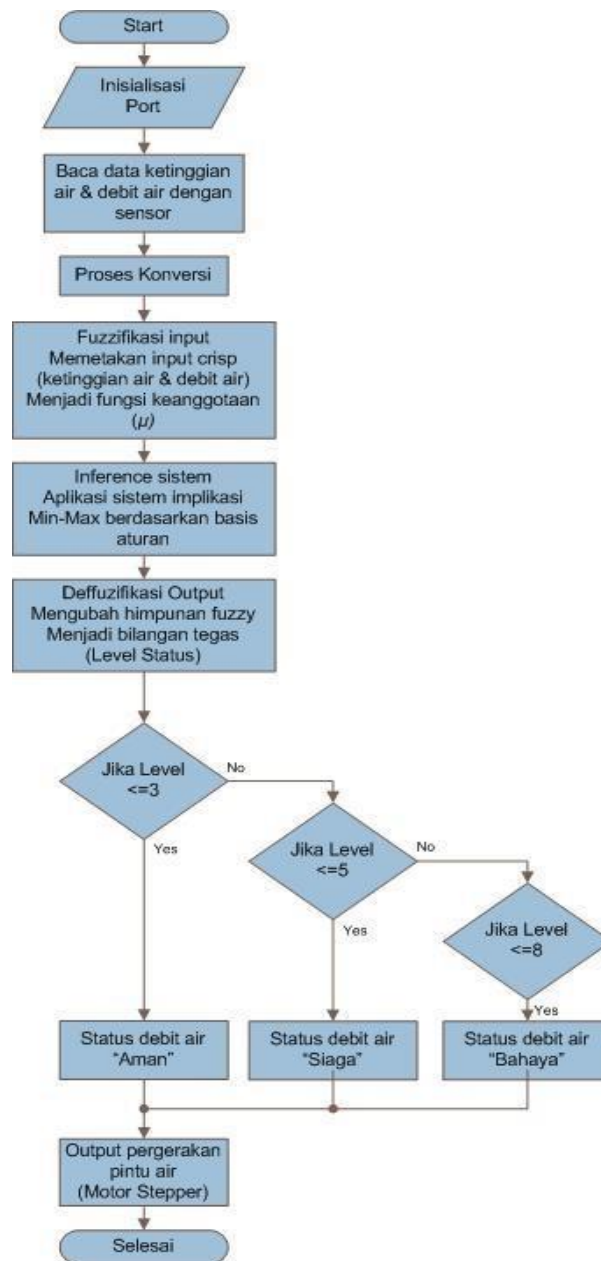 Start
Inisialisasi
Port
Baca data ketinggian
air & debit air dengan
sensor
Proses Konversi
Fuzzifikasi input
Memetakan input crisp
(ketinggian air & debit air)
Menjadi fungsi keanggotaan
(μ)
Inference sistem
Aplikasi sistem implikasi
Min-Max berdasarkan basis
aturan
Deffuzifikasi Output
Mengubah himpunan fuzzy
Menjadi bilangan tegas
(Level Status)
Jika Level
<=3
No
Yes
Jika Level
<=5
No
Yes
Jika Level
<=8
Yes
Status debit air
“Aman”
Status debit air
“Siaga”
Status debit air
“Bahaya”
Output pergerakan
pintu air
(Motor Stepper)
Selesai